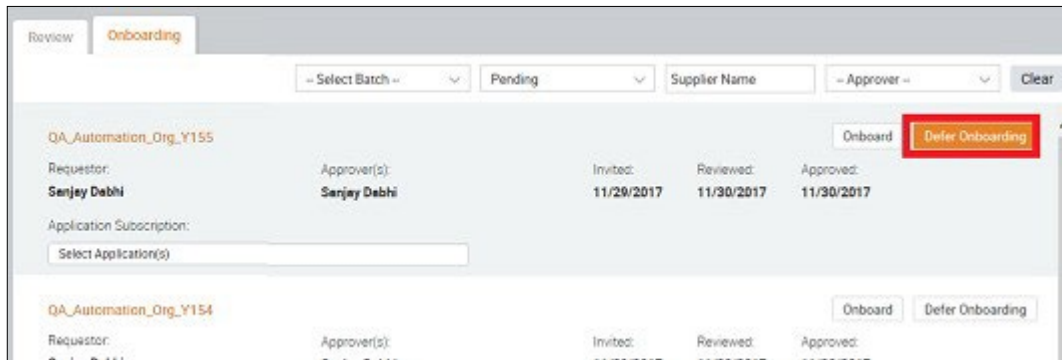 Review Onboarding
-- Select Batch -- Pending Supplier Name -- Approver -- Clear
QA_Automation_Org_Y155 Onboard Defer Onboarding
Requestor: Approver(s): Invited: Reviewed: Approved:
Sanjay Dabhi Sanjay Dabhi 11/29/2017 11/30/2017 11/30/2017
Application Subscription:
Select Application(s)
QA_Automation_Org_Y154 Onboard Defer Onboarding
Requestor: Approver(s): Invited: Reviewed: Approved: